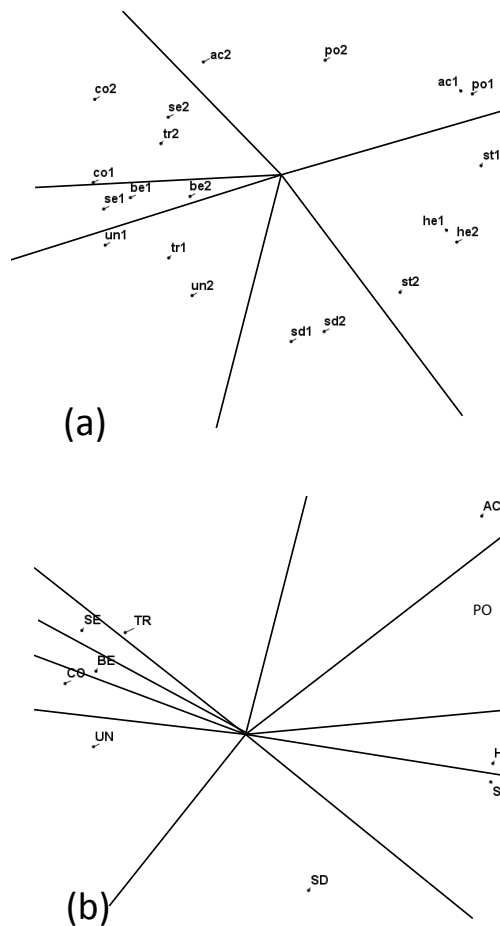 po2
ac2
ac1
po1
co2
se2
tr2
st1
co1
be1
be2
se1
he1
he2
un1
tr1
st2
un2
sd1
sd2
(a)
AC
PO
SE
TR
BE
CO
UN
H
S
SD
(b)